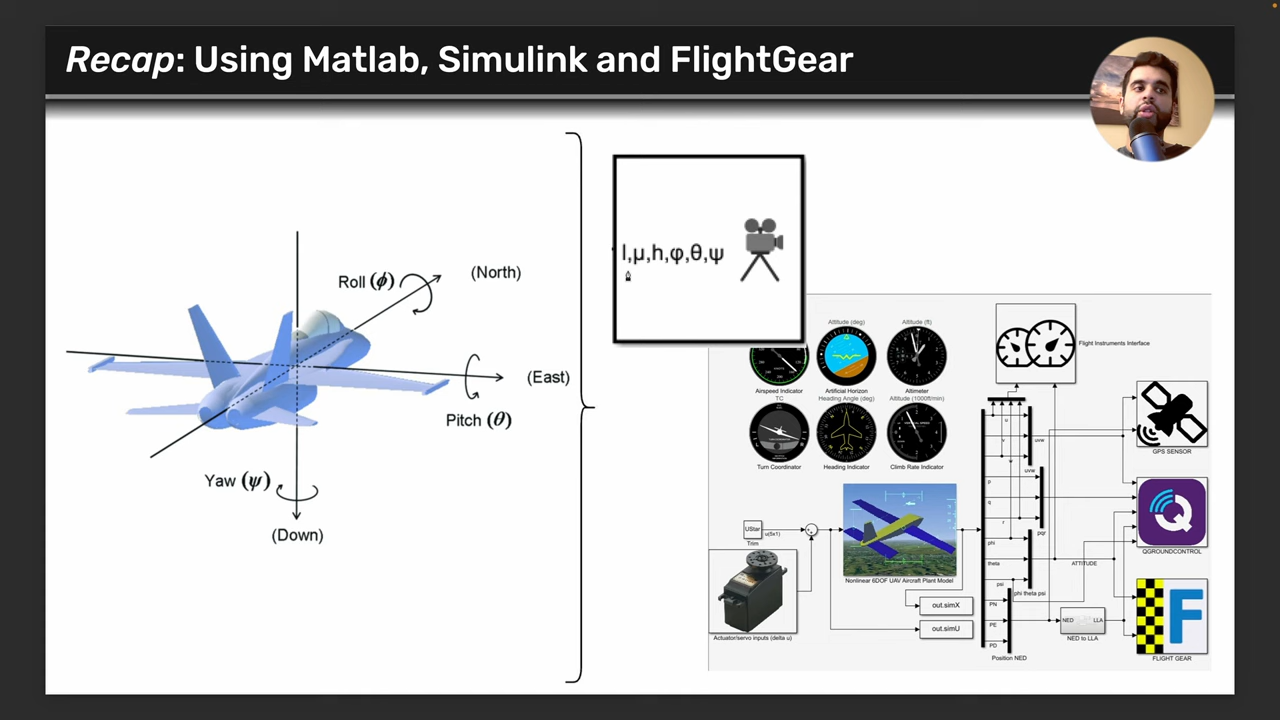 Recap: Using Matlab, Simulink and FlightGear
Roll (ϕ)
(North)
(East)
Pitch (θ)
Yaw (ψ)
(Down)
l,μ,h,φ,θ,ψ
Altitude (deg)
Altitude (ft)
Airspeed Indicator
Artificial Horizon
Altimeter
TC
Heading Angle (deg)
Altitude (1000ft/min)
Turn Coordinator
Heading Indicator
Climb Rate Indicator
Flight Instruments Interface
GPS SENSOR
QGROUNDCONTROL
FLIGHT GEAR
UStar
Trim
u(5x1)
Nonlinear 6DOF UAV Aircraft Plant Model
Actuator/servo inputs (delta u)
out.simX
out.simU
u
v
w
uvw
uvw
p
q
r
pqr
phi
theta
psi
ATTITUDE
phi theta psi
PN
PE
PD
Position NED
NED LLA
NED to LLA